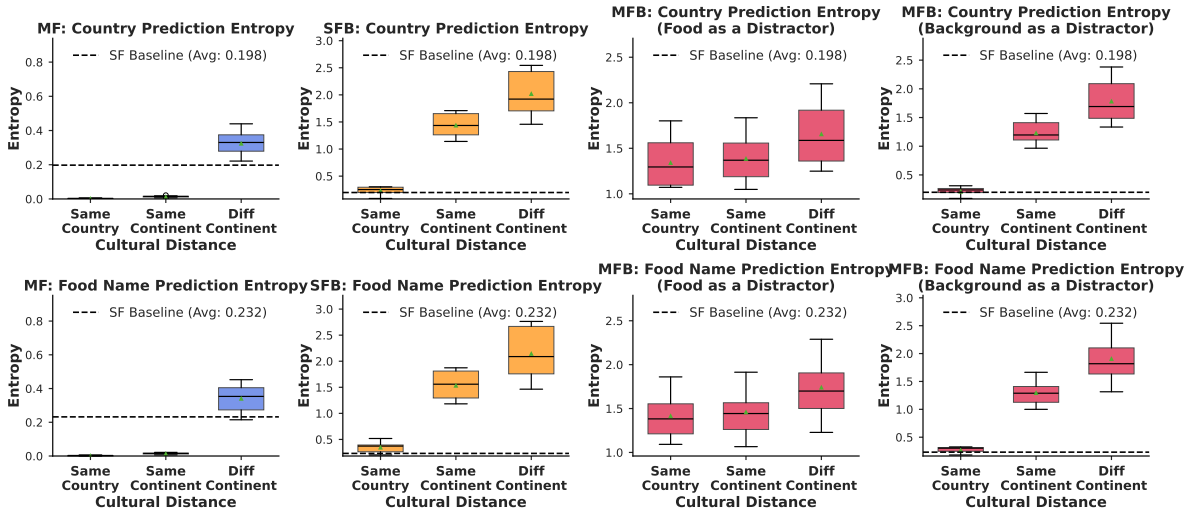 MF: Country Prediction Entropy
SF Baseline (Avg: 0.198)
Entropy
0.8
0.6
0.4
0.2
0.0
Same Country
Same Continent
Diff Continent
Cultural Distance
SFB: Country Prediction Entropy
SF Baseline (Avg: 0.198)
Entropy
3.0
2.5
2.0
1.5
1.0
0.5
Same Country
Same Continent
Diff Continent
Cultural Distance
MFB: Country Prediction Entropy
(Food as a Distractor)
SF Baseline (Avg: 0.198)
Entropy
2.5
2.0
1.5
1.0
Same Country
Same Continent
Diff Continent
Cultural Distance
MFB: Country Prediction Entropy
(Background as a Distractor)
SF Baseline (Avg: 0.198)
Entropy
2.5
2.0
1.5
1.0
0.5
Same Country
Same Continent
Diff Continent
Cultural Distance
MF: Food Name Prediction Entropy
SF Baseline (Avg: 0.232)
Entropy
0.8
0.6
0.4
0.2
0.0
Same Country
Same Continent
Diff Continent
Cultural Distance
SFB: Food Name Prediction Entropy
SF Baseline (Avg: 0.232)
Entropy
3.0
2.5
2.0
1.5
1.0
0.5
Same Country
Same Continent
Diff Continent
Cultural Distance
MFB: Food Name Prediction Entropy
(Food as a Distractor)
SF Baseline (Avg: 0.232)
Entropy
2.5
2.0
1.5
1.0
Same Country
Same Continent
Diff Continent
Cultural Distance
MFB: Food Name Prediction Entropy
(Background as a Distractor)
SF Baseline (Avg: 0.232)
Entropy
3.0
2.5
2.0
1.5
1.0
0.5
Same Country
Same Continent
Diff Continent
Cultural Distance